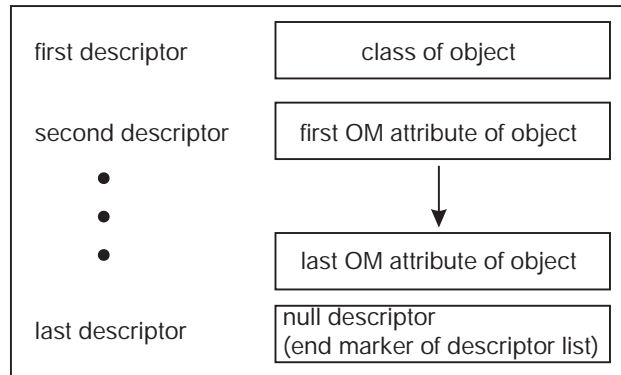 first descriptor
class of object
second descriptor
first OM attribute of object
last OM attribute of object
last descriptor
null descriptor
(end marker of descriptor list)